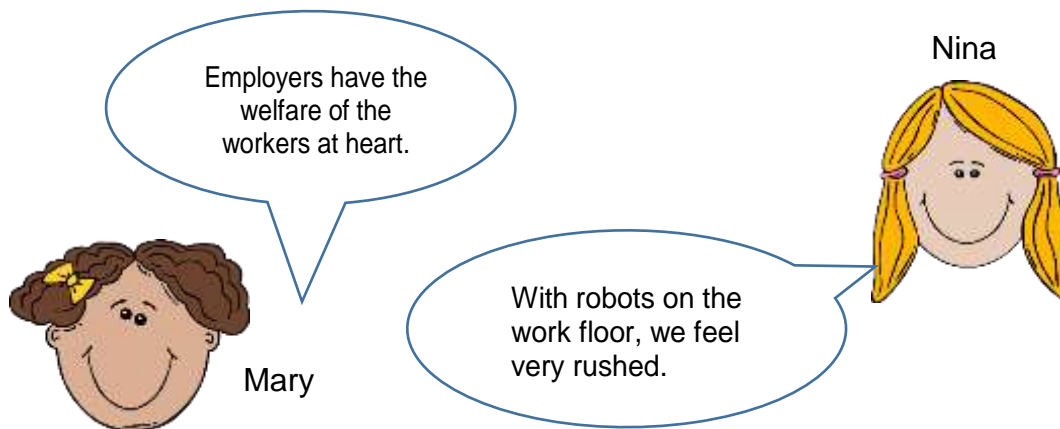 Employers have the
welfare of the
workers at heart.
Mary
Nina
With robots on the
work floor, we feel
very rushed.